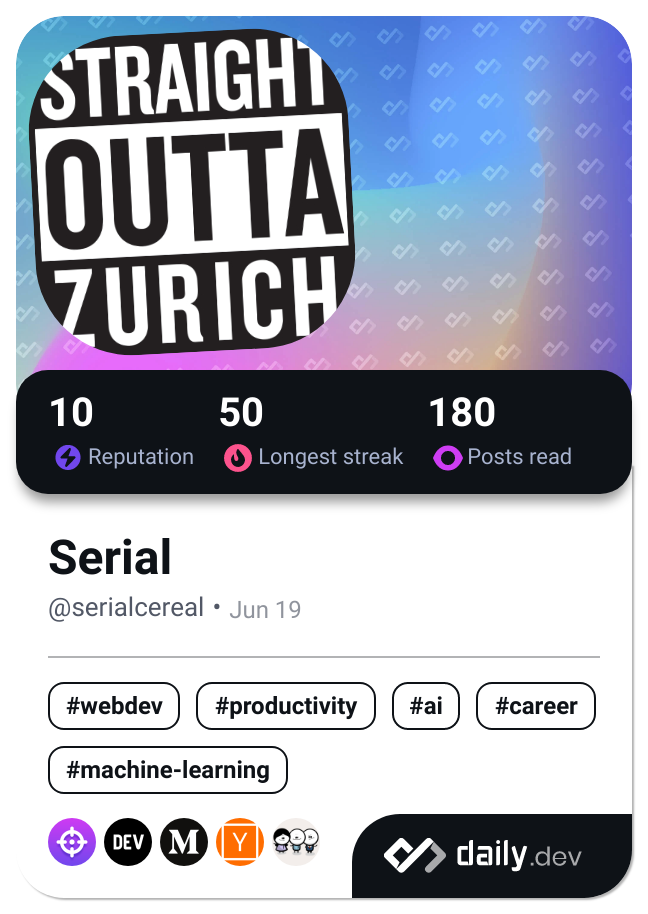 STRAIGHT
OUTTA
ZURICH
10 50 180
Reputation Longest streak Posts read
Serial
@serialcereal • Jun 19
#webdev #productivity #ai #career
#machine-learning
DEV M Y
daily.dev